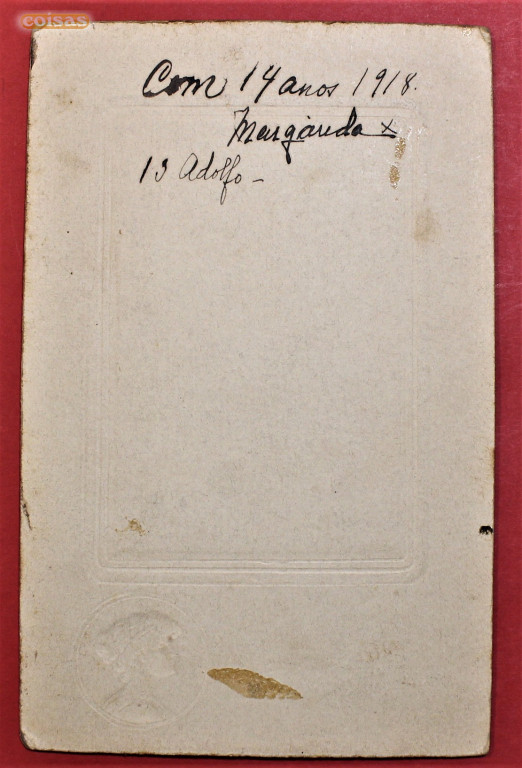 coisas
Com 14 anos 1918.
Margarida x
13 Adolfo -